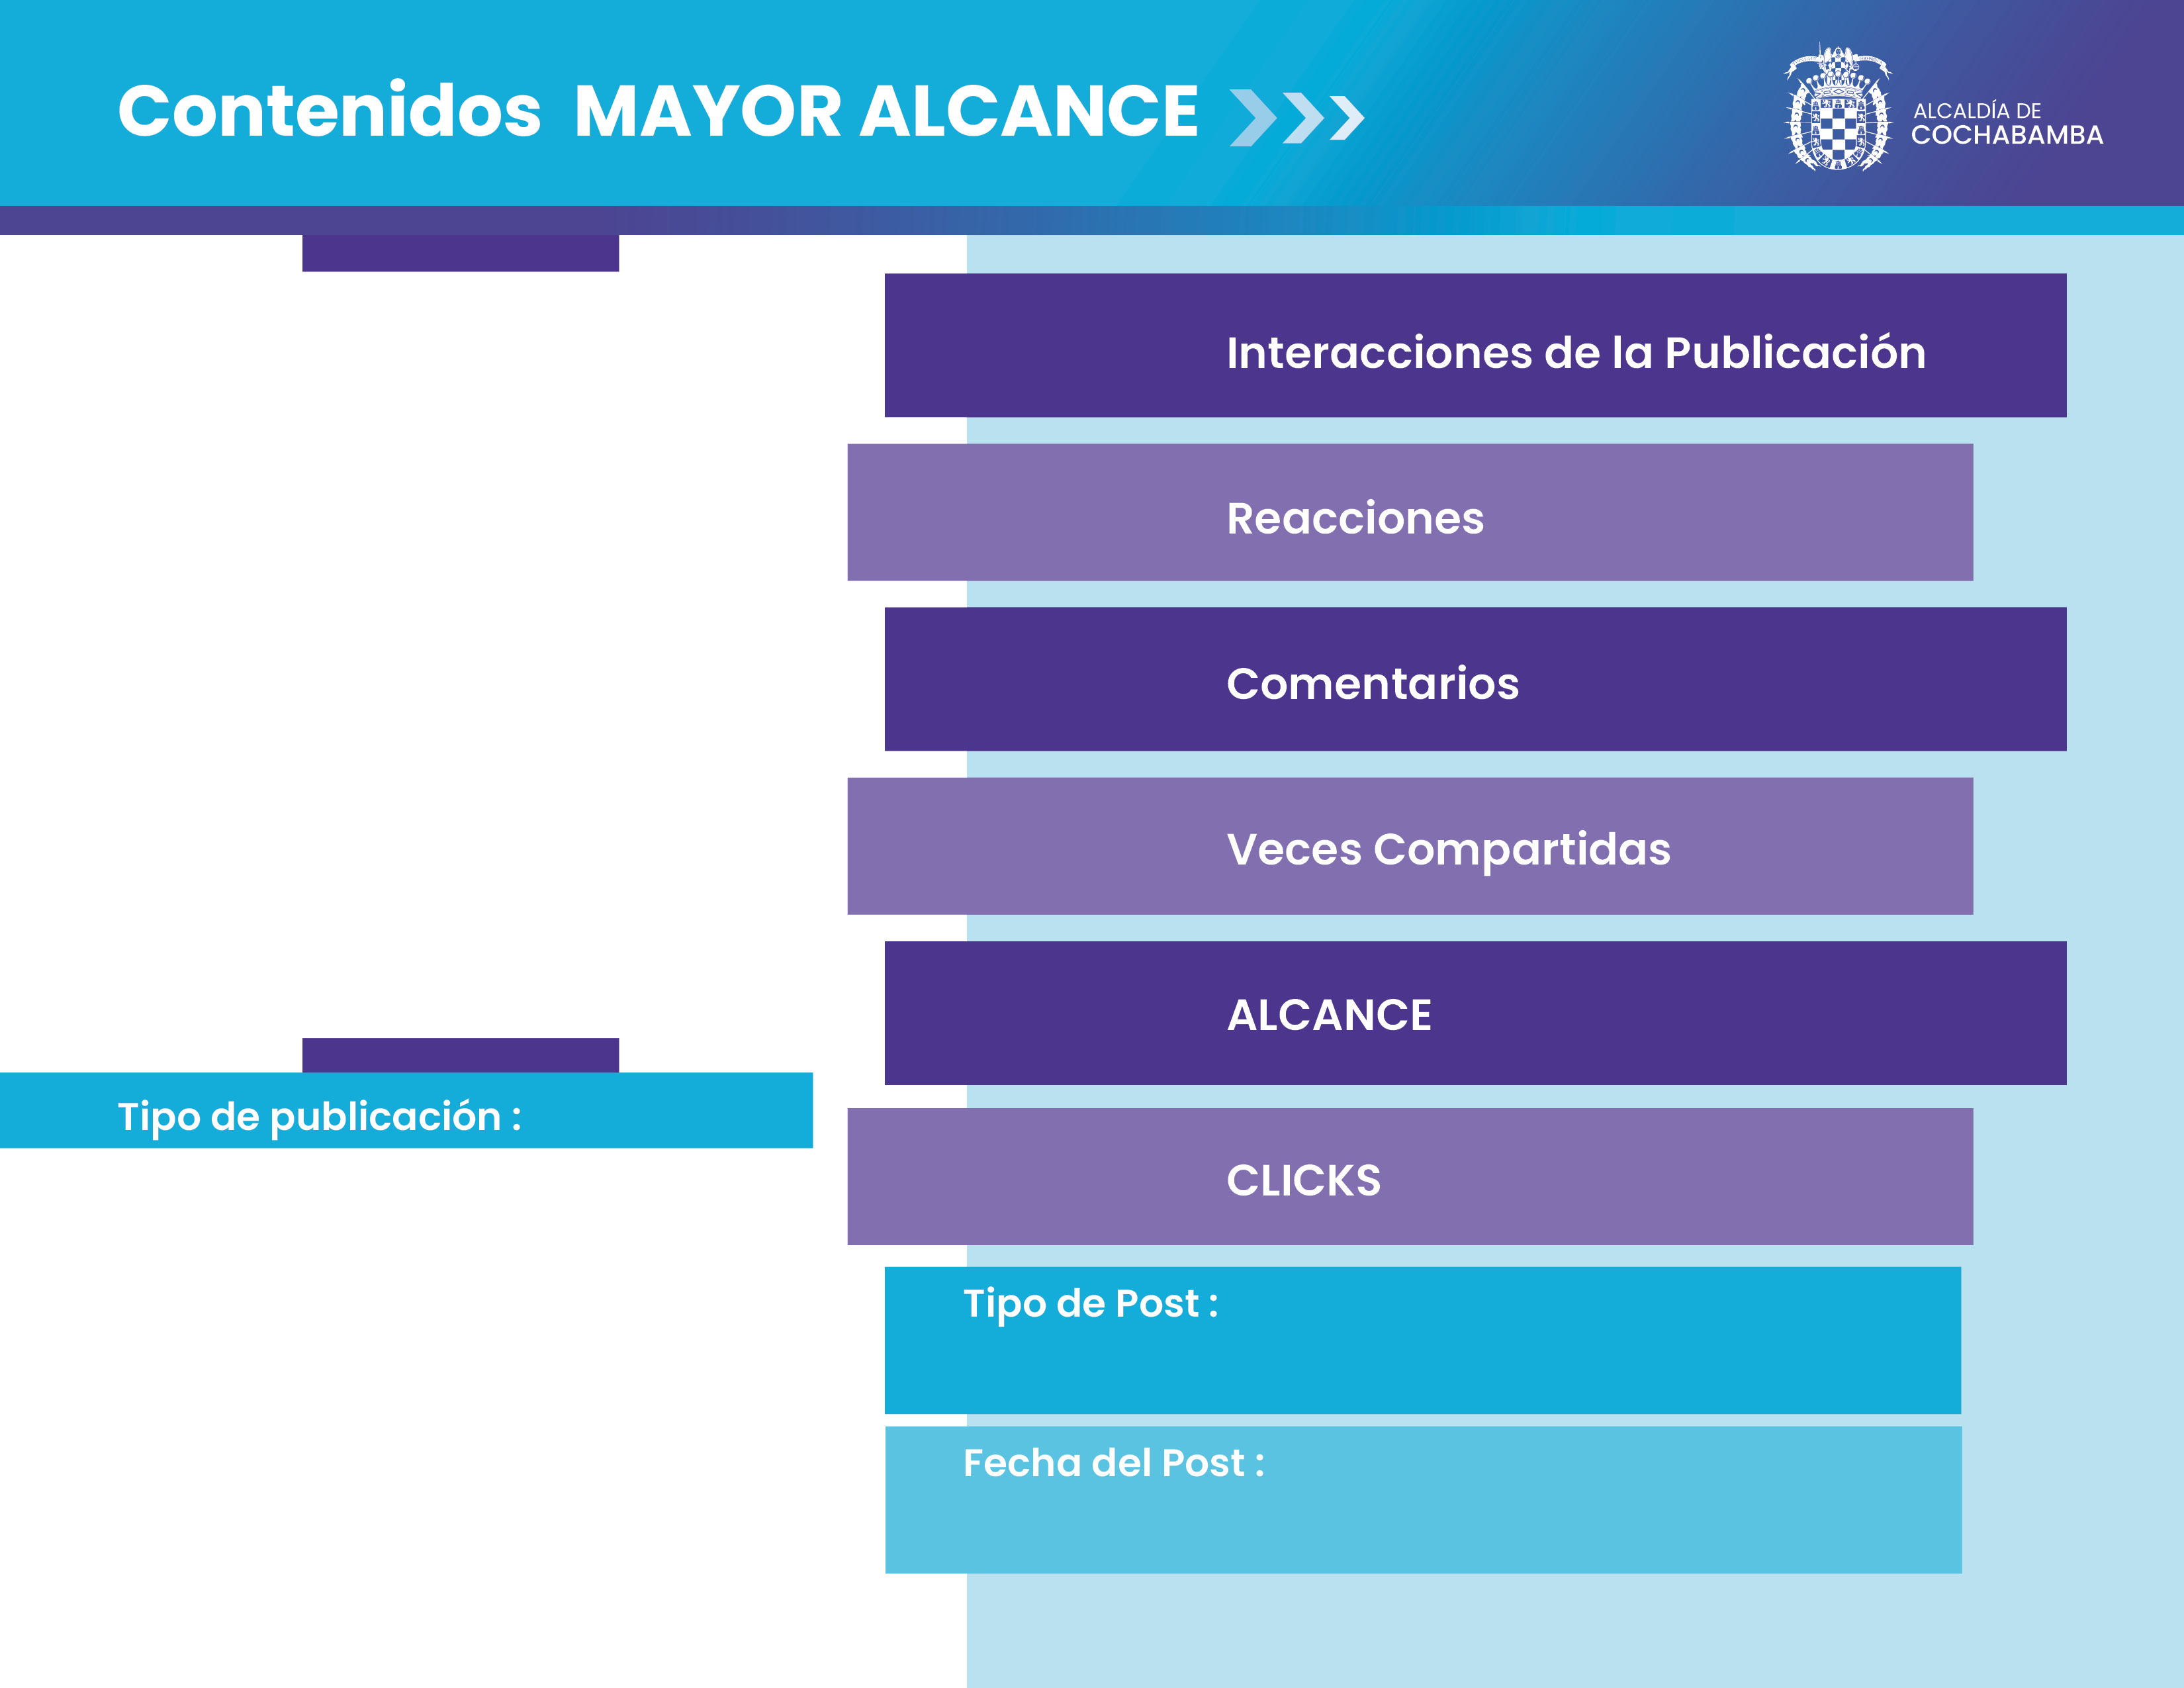 Contenidos MAYOR ALCANCE
ALCALDÍA DE
COCHABAMBA
Interacciones de la Publicación
Reacciones
Comentarios
Veces Compartidas
ALCANCE
Tipo de publicación :
CLICKS
Tipo de Post :
Fecha del Post :